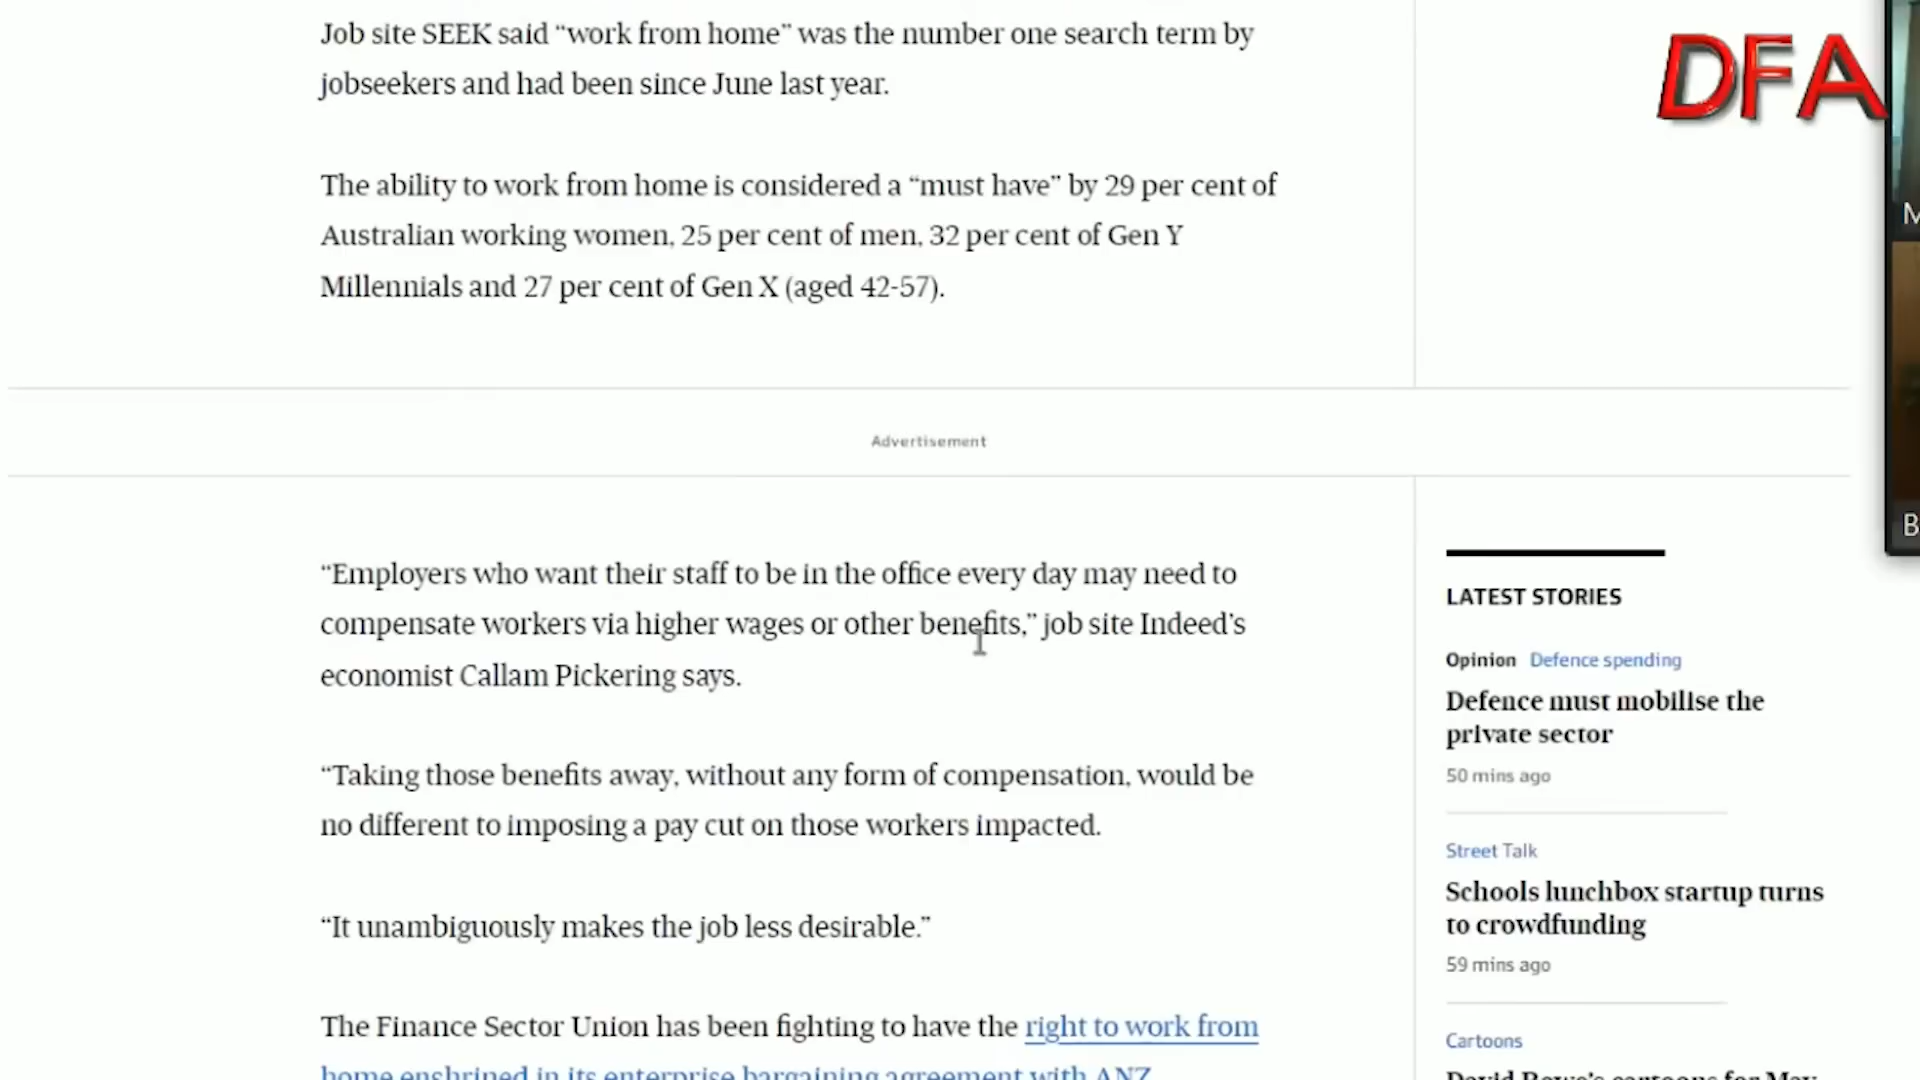 Job site SEEK said “work from home” was the number one search term by
jobseekers and had been since June last year.
DFA
The ability to work from home is considered a “must have” by 29 per cent of
Australian working women, 25 per cent of men, 32 per cent of Gen Y
Millennials and 27 per cent of Gen X (aged 42-57).
Advertisement
“Employers who want their staff to be in the office every day may need to
compensate workers via higher wages or other benefits,” job site Indeed’s
economist Callam Pickering says.
“Taking those benefits away, without any form of compensation, would be
no different to imposing a pay cut on those workers impacted.
“It unambiguously makes the job less desirable.”
The Finance Sector Union has been fighting to have the right to work from
home enshrined in its enterprise bargaining agreement with ANZ
LATEST STORIES
Opinion Defence spending
Defence must mobilise the
private sector
50 mins ago
Street Talk
Schools lunchbox startup turns
to crowdfunding
59 mins ago
Cartoons
David Rowe’s cartoons for May
M
B